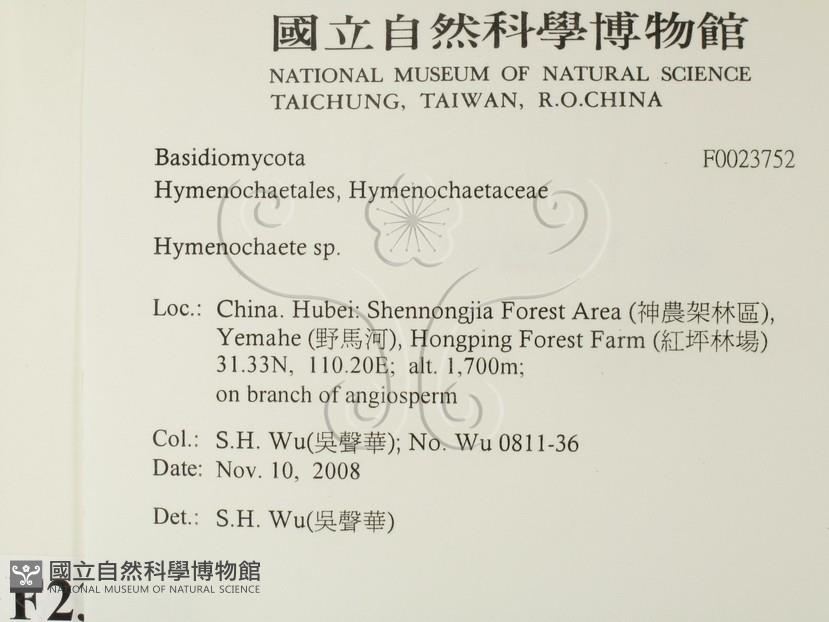 國立自然科學博物館
NATIONAL MUSEUM OF NATURAL SCIENCE
TAICHUNG, TAIWAN, R.O.CHINA
Basidiomycota F0023752
Hymenochaetales, Hymenochaetaceae
Hymenochaete sp.
Loc.: China. Hubei: Shennongjia Forest Area (神農架林區),
Yemahe (野馬河), Hongping Forest Farm (紅坪林場)
31.33N, 110.20E; alt. 1,700m;
on branch of angiosperm
Col.: S.H. Wu(吳聲華); No. Wu 0811-36
Date: Nov. 10, 2008
Det.: S.H. Wu(吳聲華)
國立自然科學博物館
NATIONAL MUSEUM OF NATURAL SCIENCE
F2.